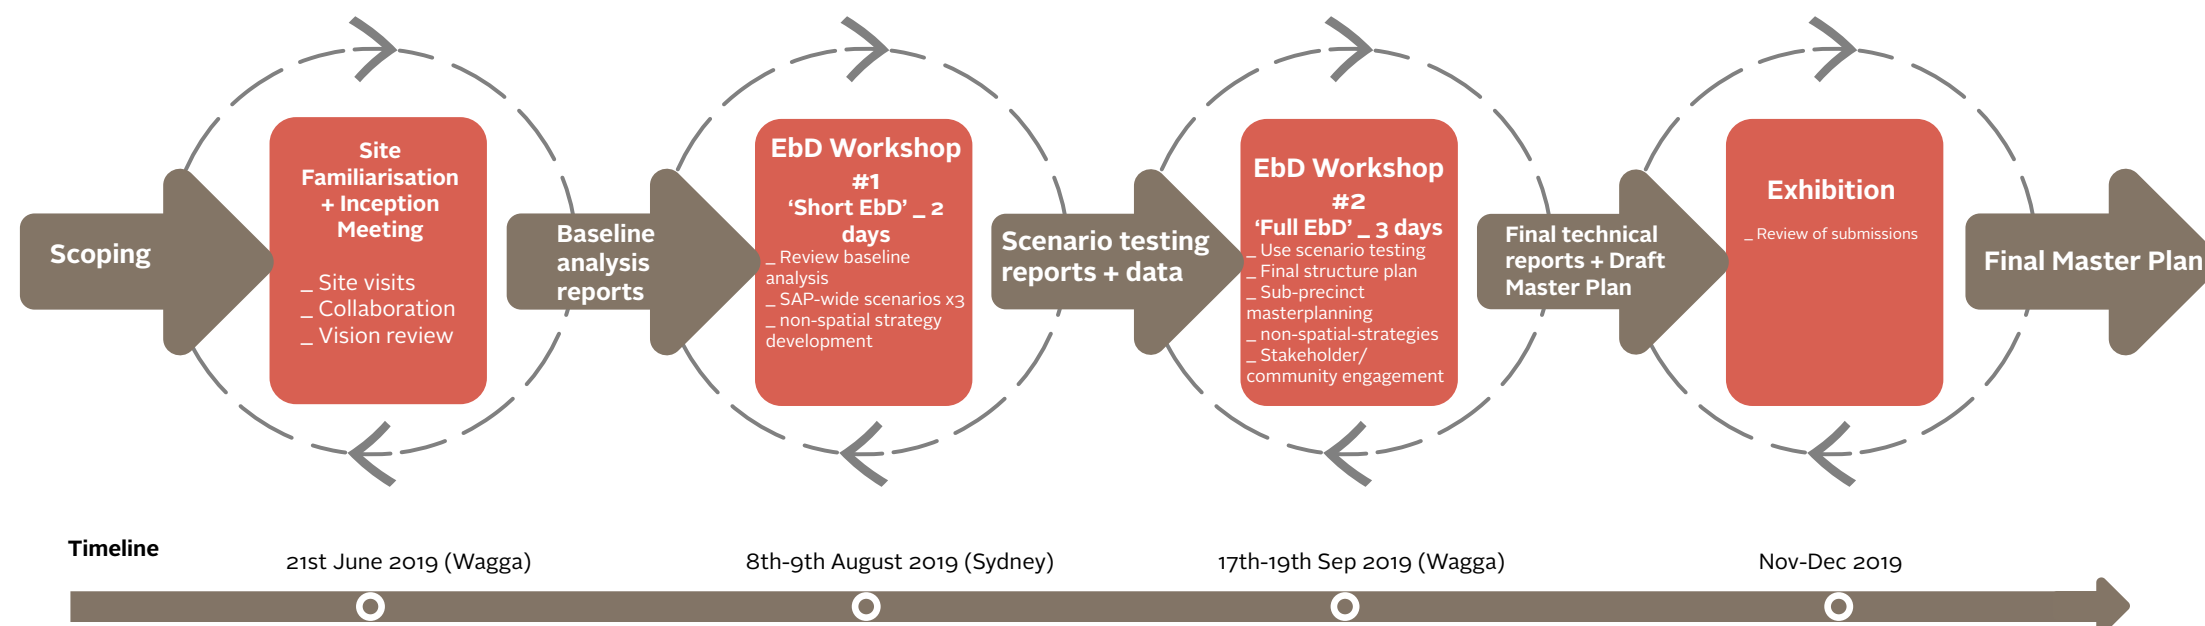 Scoping
Site
Familiarisation
+ Inception
Meeting
_ Site visits
_ Collaboration
_ Vision review
Baseline
analysis
reports
EbD Workshop
#1
‘Short EbD’ _ 2
days
_ Review baseline
analysis
_ SAP-wide scenarios x3
_ non-spatial strategy
development
Scenario testing
reports + data
EbD Workshop
#2
‘Full EbD’ _ 3 days
_ Use scenario testing
_ Final structure plan
_ Sub-precinct
masterplanning
_ non-spatial-strategies
_ Stakeholder/
community engagement
Final technical
reports + Draft
Master Plan
Exhibition
_ Review of submissions
Final Master Plan
Timeline
21st June 2019 (Wagga)
8th-9th August 2019 (Sydney)
17th-19th Sep 2019 (Wagga)
Nov-Dec 2019